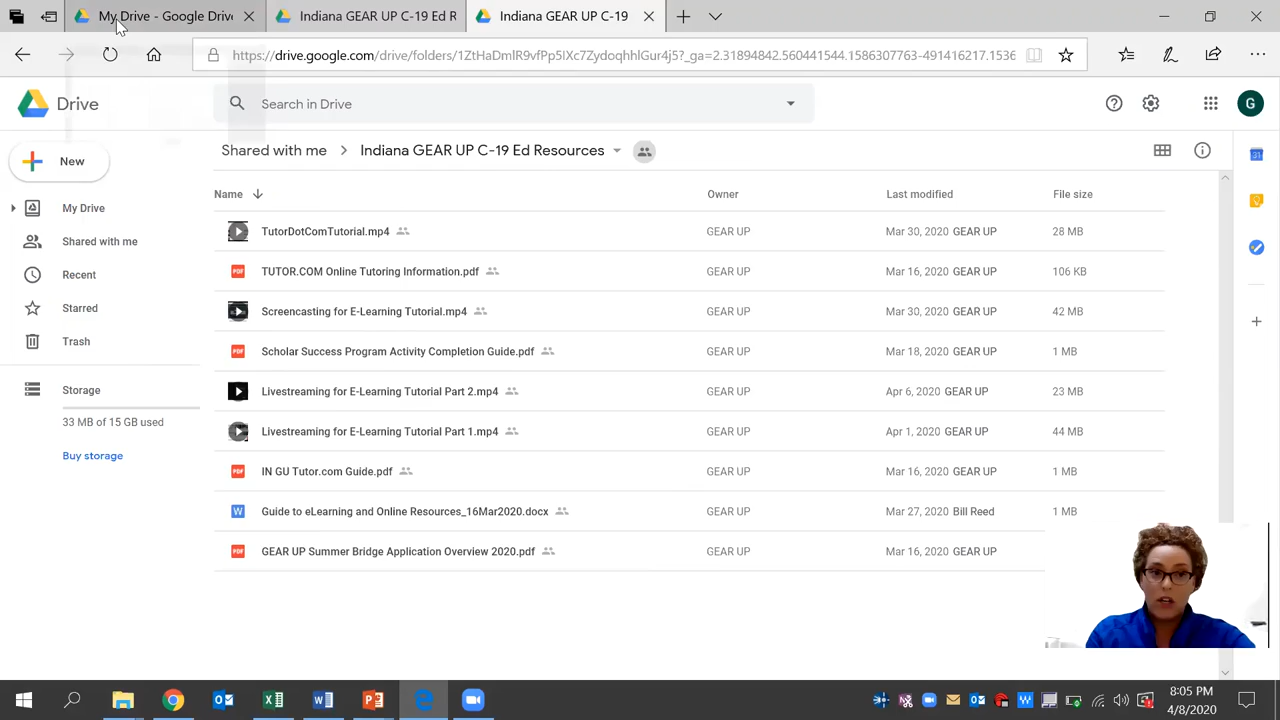 My Drive - Google Drive
Indiana GEAR UP C-19 Ed R
Indiana GEAR UP C-19
https://drive.google.com/drive/folders/1ZtHaDmlR9vfPp5IXc7ZydoqhhlGur4j5?_ga=2.31894842.560441544.1586307763-491416217.1536
Drive
Search in Drive
G
New
Shared with me
Indiana GEAR UP C-19 Ed Resources
31
Name
Owner
Last modified
File size
My Drive
Shared with me
Recent
Starred
Trash
Storage
33 MB of 15 GB used
Buy storage
TutorDotComTutorial.mp4 GEAR UP Mar 30, 2020 GEAR UP 28 MB
PDF TUTOR.COM Online Tutoring Information.pdf GEAR UP Mar 16, 2020 GEAR UP 106 KB
Screencasting for E-Learning Tutorial.mp4 GEAR UP Mar 30, 2020 GEAR UP 42 MB
PDF Scholar Success Program Activity Completion Guide.pdf GEAR UP Mar 18, 2020 GEAR UP 1 MB
Livestreaming for E-Learning Tutorial Part 2.mp4 GEAR UP Apr 6, 2020 GEAR UP 23 MB
Livestreaming for E-Learning Tutorial Part 1.mp4 GEAR UP Apr 1, 2020 GEAR UP 44 MB
PDF IN GU Tutor.com Guide.pdf GEAR UP Mar 16, 2020 GEAR UP 1 MB
W Guide to eLearning and Online Resources_16Mar2020.docx GEAR UP Mar 27, 2020 Bill Reed 1 MB
PDF GEAR UP Summer Bridge Application Overview 2020.pdf GEAR UP Mar 16, 2020 GEAR UP
8:05 PM
4/8/2020